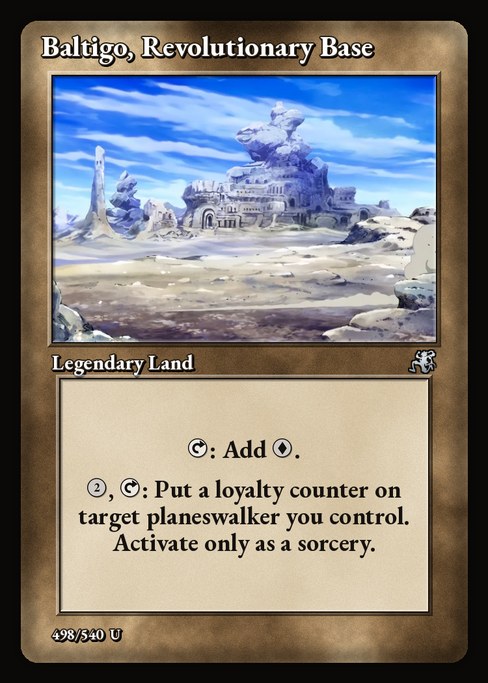 Baltigo, Revolutionary Base
Legendary Land
: Add .
2, : Put a loyalty counter on
target planeswalker you control.
Activate only as a sorcery.
498/540 U